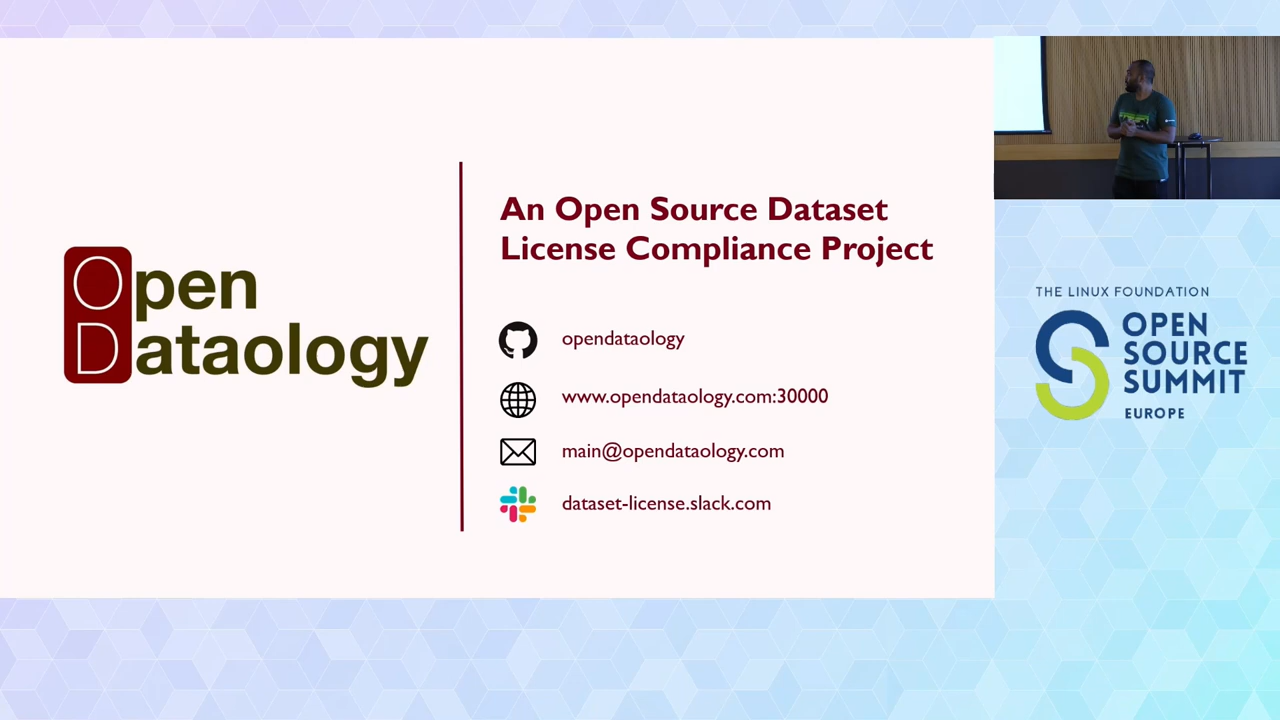 Open
Dataology
An Open Source Dataset
License Compliance Project
opendataology
www.opendataology.com:30000
main@opendataology.com
dataset-license.slack.com
THE LINUX FOUNDATION
OPEN
SOURCE
SUMMIT
EUROPE